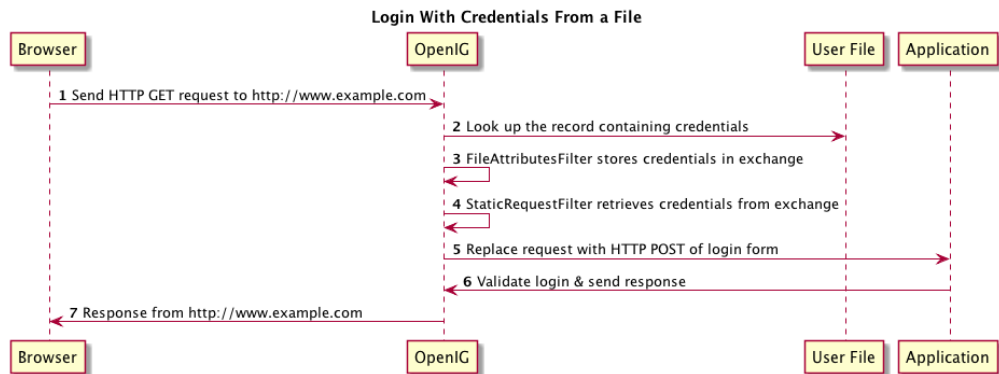 Login With Credentials From a File
Browser OpenIG User File Application
1 Send HTTP GET request to http://www.example.com
2 Look up the record containing credentials
3 FileAttributesFilter stores credentials in exchange
4 StaticRequestFilter retrieves credentials from exchange
5 Replace request with HTTP POST of login form
6 Validate login & send response
7 Response from http://www.example.com
Browser OpenIG User File Application